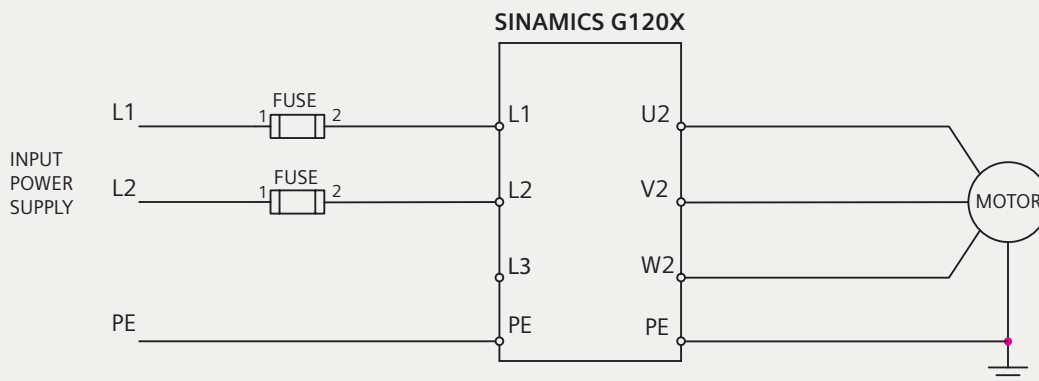 SINAMICS G120X
L1
1 FUSE 2
L1
U2
INPUT
POWER
SUPPLY
L2
1 FUSE 2
L2
V2
MOTOR
L3
W2
PE
PE
PE